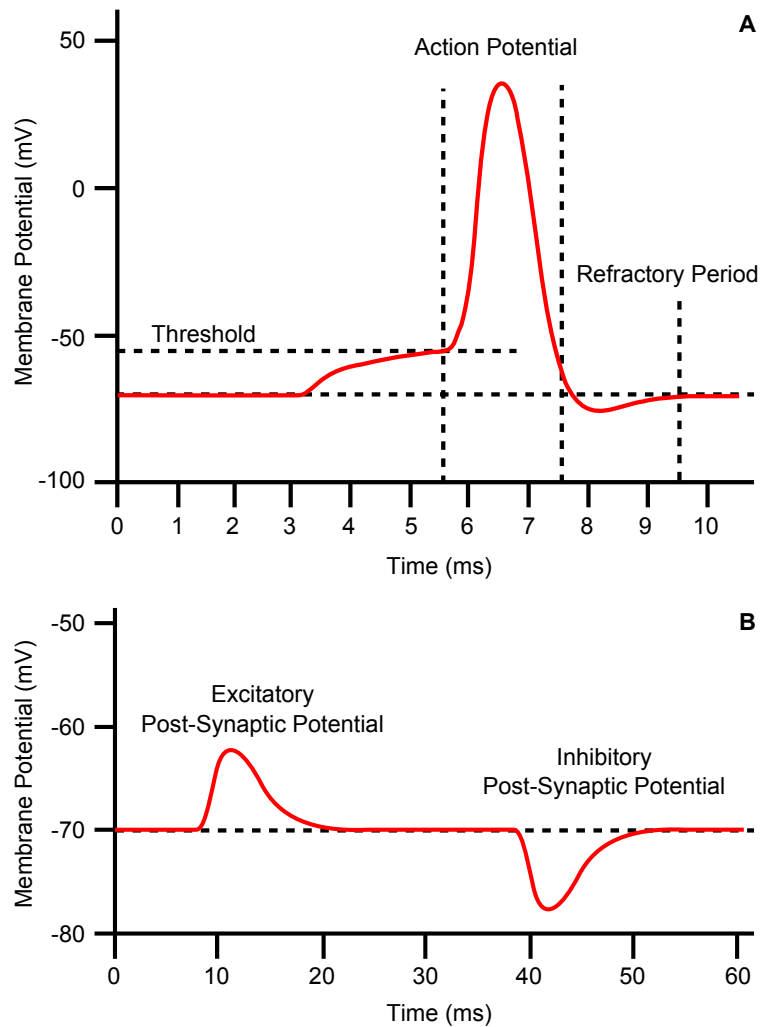 A
Action Potential
50
0
-50
-100
Membrane Potential (mV)
Threshold
Refractory Period
0 1 2 3 4 5 6 7 8 9 10
Time (ms)
B
-50
-60
-70
-80
Membrane Potential (mV)
Excitatory
Post-Synaptic Potential
Inhibitory
Post-Synaptic Potential
0 10 20 30 40 50 60
Time (ms)